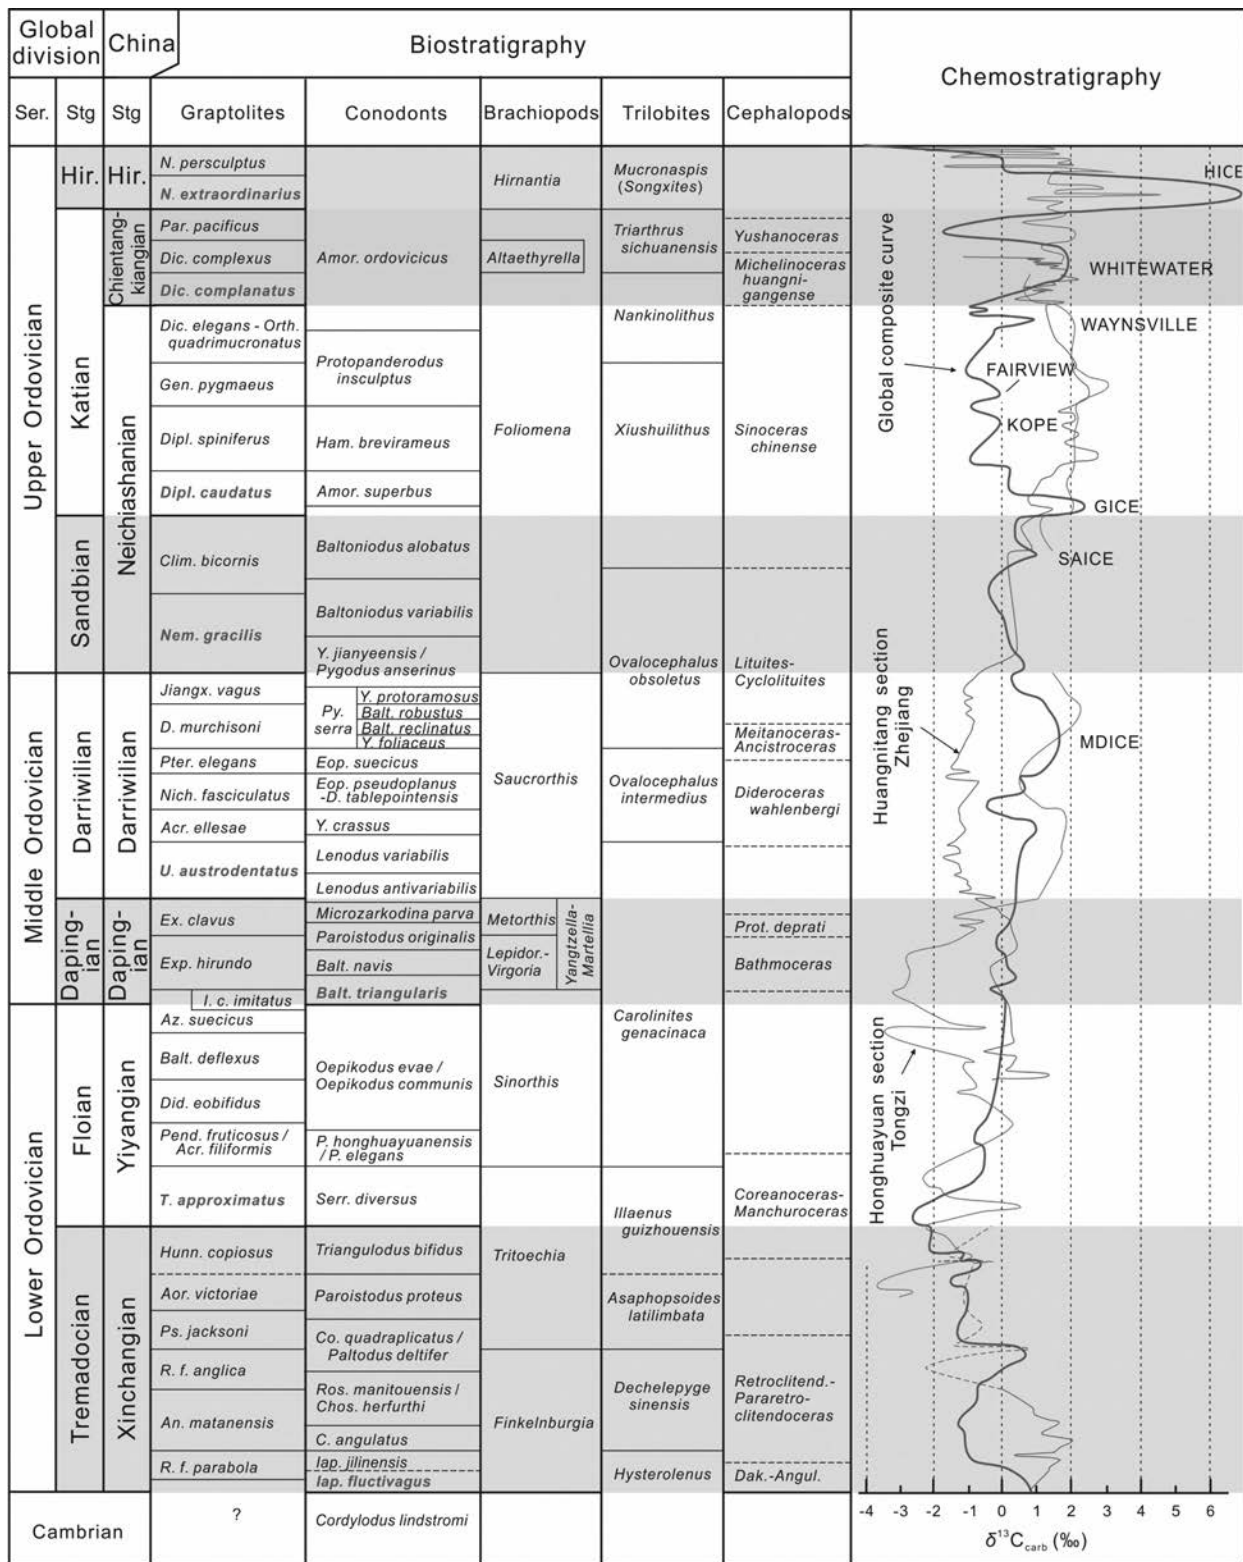 Global
division
China
Biostratigraphy
Chemostratigraphy
Ser.
Stg
Stg
Graptolites
Conodonts
Brachiopods
Trilobites
Cephalopods
Upper Ordovician
Middle Ordovician
Lower Ordovician
Hir.
Katian
Sandbian
Darriwilian
Daping-
ian
Floian
Tremadocian
Hir.
Chientang-
kiangian
Neichiashanian
Darriwilian
Daping-
ian
Yiyangian
Xinchangian
Cambrian
N. persculptus
N. extraordinarius
Par. pacificus
Dic. complexus
Dic. complanatus
Dic. elegans - Orth.
quadrimucronatus
Gen. pygmaeus
Dipl. spiniferus
Dipl. caudatus
Clim. bicornis
Nem. gracilis
Jiangx. vagus
D. murchisoni
Pter. elegans
Nich. fasciculatus
Acr. ellesae
U. austrodentatus
Ex. clavus
Exp. hirundo
I. c. imitatus
Az. suecicus
Balt. deflexus
Did. eobifidus
Pend. fruticosus /
Acr. filiformis
T. approximatus
Hunn. copiosus
Aor. victoriae
Ps. jacksoni
R. f. anglica
An. matanensis
R. f. parabola
?
Amor. ordovicicus
Protopanderodus
insculptus
Ham. brevirameus
Amor. superbus
Baltoniodus alobatus
Baltoniodus variabilis
Y. jianyeensis /
Pygodus anserinus
Py.
serra
Y. protoramosus
Balt. robustus
Balt. reclinatus
Y. foliaceus
Eop. suecicus
Eop. pseudoplanus
-D. tablepointensis
Y. crassus
Lenodus variabilis
Lenodus antivariabilis
Microzarkodina parva
Paroistodus originalis
Balt. navis
Balt. triangularis
Oepikodus evae /
Oepikodus communis
P. honghuayuanensis
/ P. elegans
Serr. diversus
Triangulodus bifidus
Paroistodus proteus
Co. quadraplicatus /
Paltodus deltifer
Ros. manitouensis /
Chos. herfurthi
C. angulatus
Iap. jilinensis
Iap. fluctivagus
Cordylodus lindstromi
Hirnantia
Altaethyrella
Foliomena
Saucrorthis
Metorthis
Lepidor.-
Virgoria
Yangtzella-
Martellia
Sinorthis
Tritoechia
Finkelnburgia
Mucronaspis
(Songxites)
Triarthrus
sichuanensis
Nankinolithus
Xiushuilithus
Ovalocephalus
obsoletus
Ovalocephalus
intermedius
Carolinites
genacinaca
Illaenus
guizhouensis
Asaphopsoides
latilimbata
Dechelepyge
sinensis
Hysterolenus
Yushanoceras
Michelinoceras
huangni-
gangense
Sinoceras
chinense
Lituites-
Cyclolituites
Meitanoceras-
Ancistroceras
Dideroceras
wahlenbergi
Prot. deprati
Bathmoceras
Coreanoceras-
Manchuroceras
Retroclitend.-
Pararetro-
clitendoceras
Dak.-Angul.
HICE
WHITEWATER
WAYNSVILLE
FAIRVIEW
KOPE
GICE
SAICE
MDICE
Global composite curve
Huangnitang section
Zhejiang
Honghuayuan section
Tongzi
-4 -3 -2 -1 0 1 2 3 4 5 6
δ¹³C carb (‰)